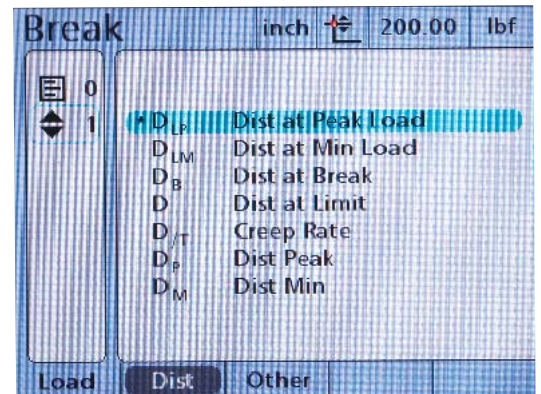 Break inch 200.00 lbf
0
1
* D LP Dist at Peak Load
D LM Dist at Min Load
D B Dist at Break
D Dist at Limit
D /T Creep Rate
D P Dist Peak
D M Dist Min
Load Dist Other